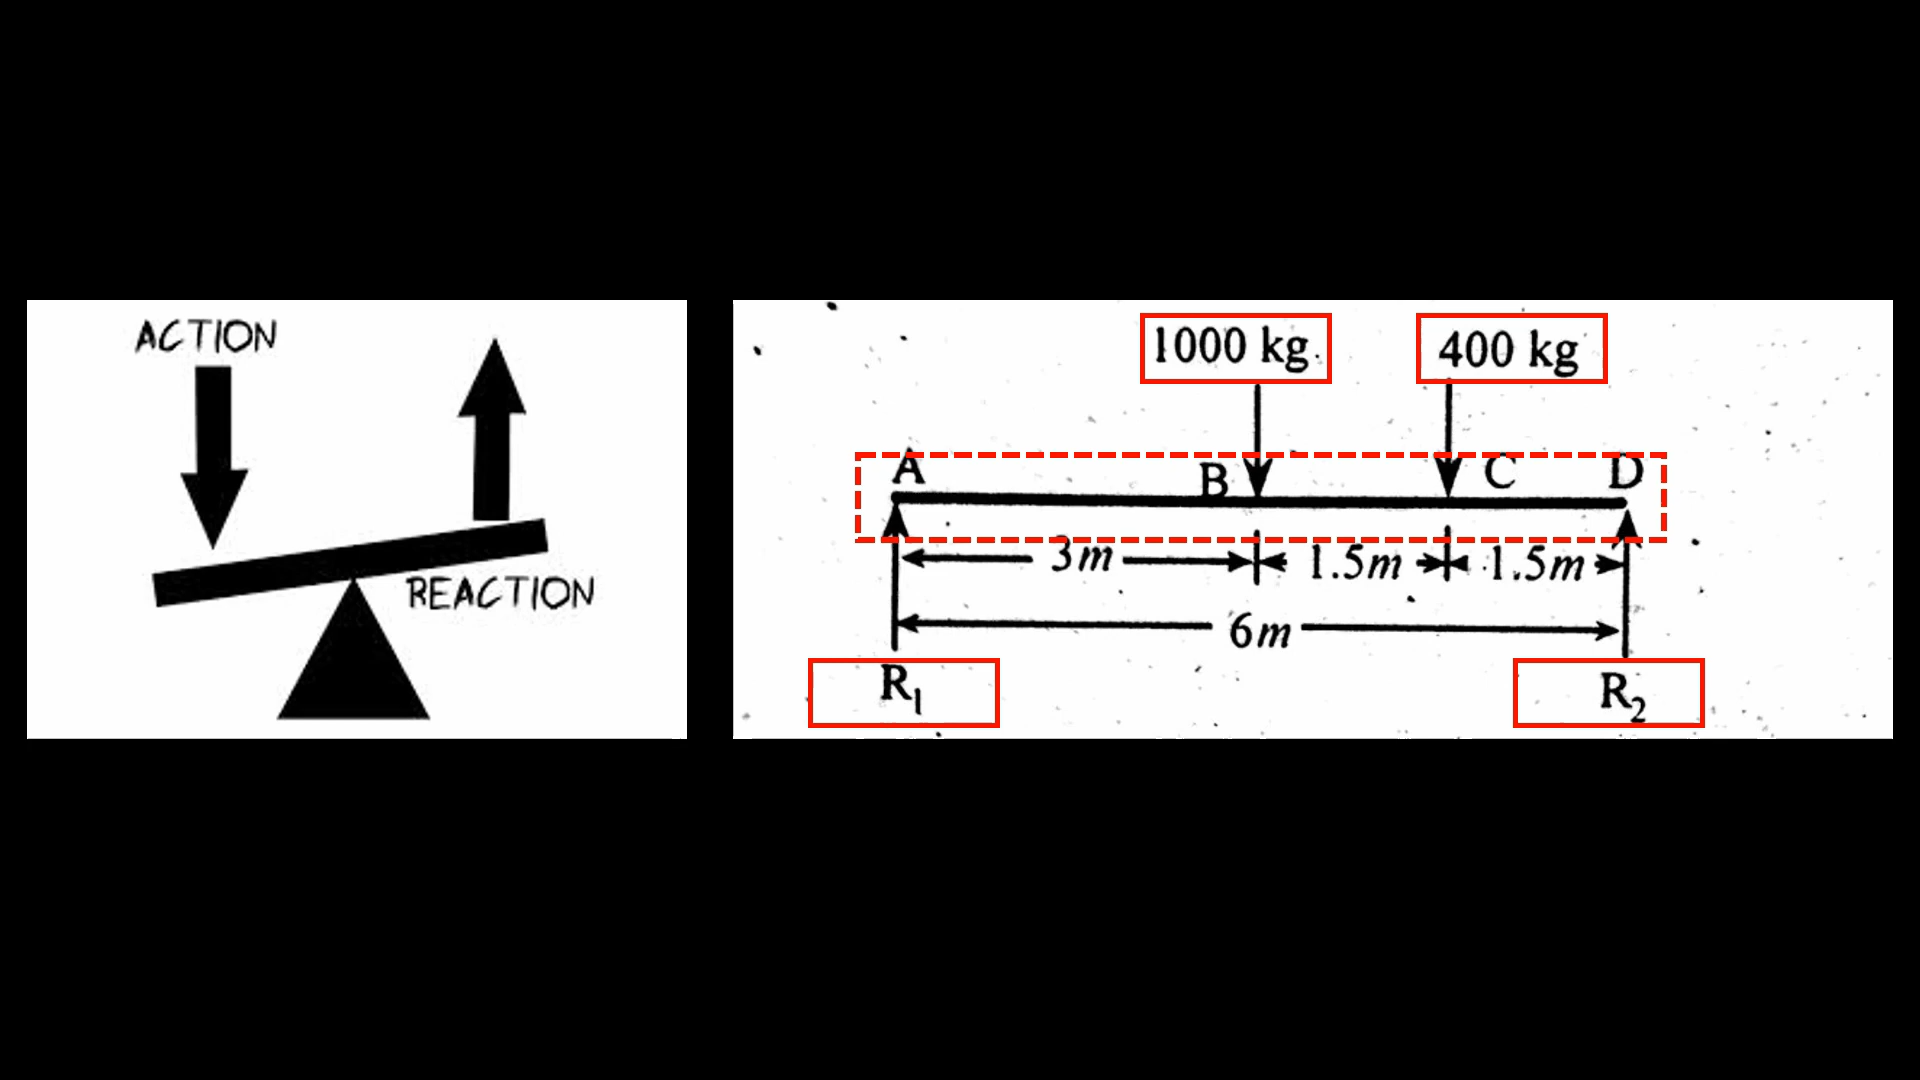 ACTION
REACTION
1000 kg
400 kg
A B C D
3m 1.5m 1.5m
6m
R₁ R₂